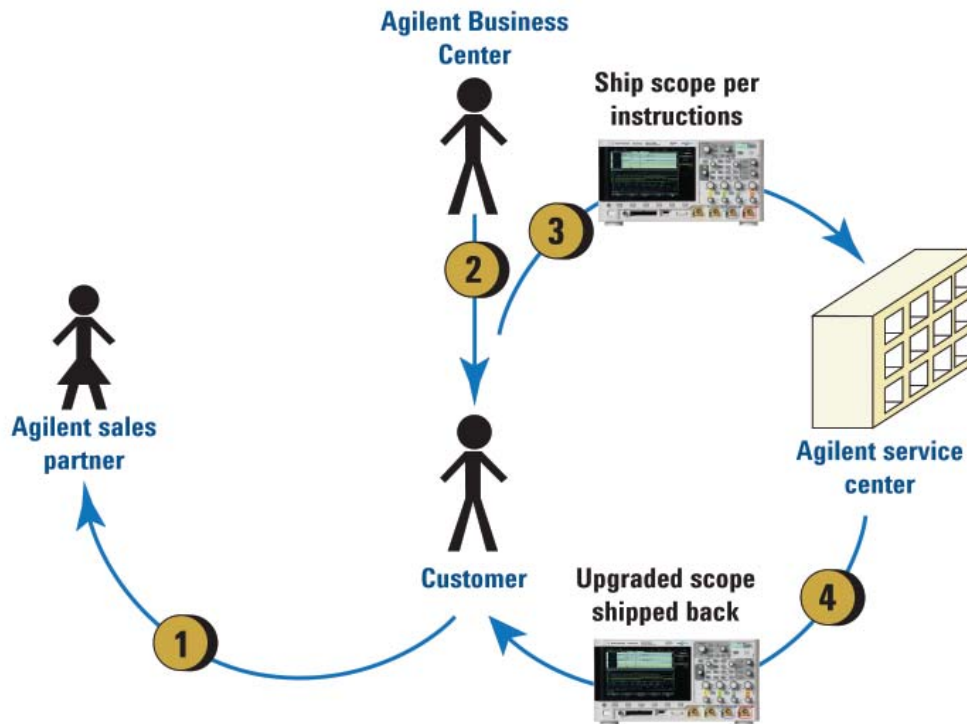 Agilent Business
Center
Ship scope per
instructions
3
2
Agilent sales
partner
Agilent service
center
Customer
Upgraded scope
shipped back
4
1